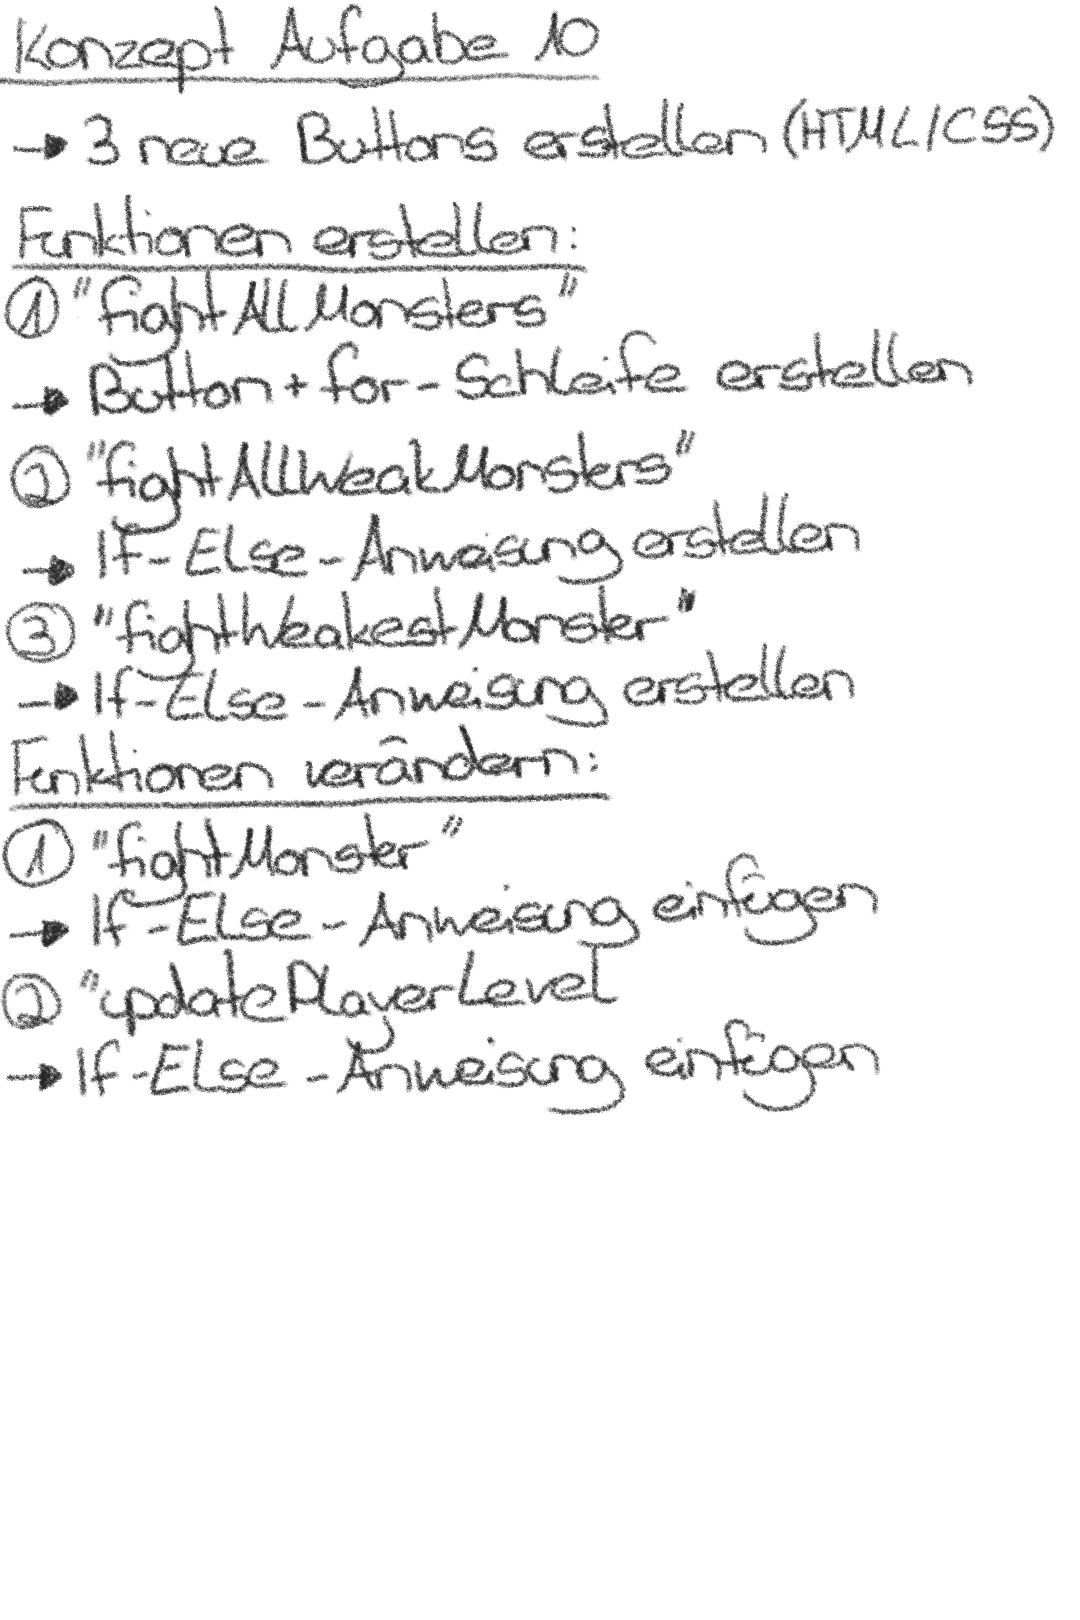 Konzept Aufgabe 10
→ 3 neue Buttons erstellen (HTML/CSS)
Funktionen erstellen:
① "fightAllMonsters"
→ Button + for-Schleife erstellen
② "fightAllWeakMonsters"
→ If-Else-Anweisung erstellen
③ "fightWeakestMonster"
→ If-Else-Anweisung erstellen
Funktionen verändern:
① "fightMonster"
→ If-Else-Anweisung einfügen
② "updatePlayerLevel
→ If-Else-Anweisung einfügen